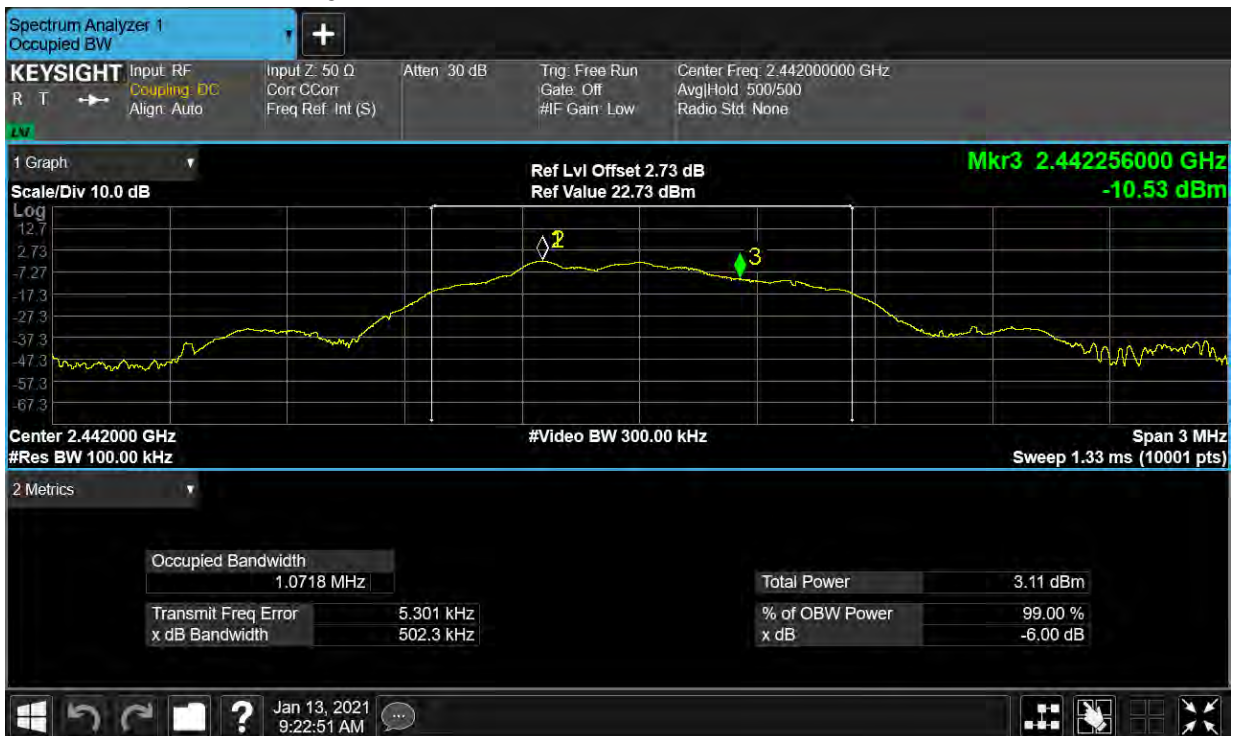 Spectrum Analyzer 1
Occupied BW
KEYSIGHT
R T
LXI
Input: RF
Coupling: DC
Align: Auto
Input Z: 50 Ω
Corr CCorr
Freq Ref: Int (S)
Atten: 30 dB
Trig: Free Run
Gate: Off
#IF Gain: Low
Center Freq: 2.442000000 GHz
Avg|Hold: 500/500
Radio Std: None
1 Graph
Scale/Div 10.0 dB
Ref Lvl Offset 2.73 dB
Ref Value 22.73 dBm
Mkr3 2.442256000 GHz
-10.53 dBm
Log
12.7
2.73
-7.27
-17.3
-27.3
-37.3
-47.3
-57.3
-67.3
2
3
Center 2.442000 GHz
#Res BW 100.00 kHz
#Video BW 300.00 kHz
Span 3 MHz
Sweep 1.33 ms (10001 pts)
2 Metrics
Occupied Bandwidth
1.0718 MHz
Transmit Freq Error 5.301 kHz
x dB Bandwidth 502.3 kHz
Total Power 3.11 dBm
% of OBW Power 99.00 %
x dB -6.00 dB
?
Jan 13, 2021
9:22:51 AM